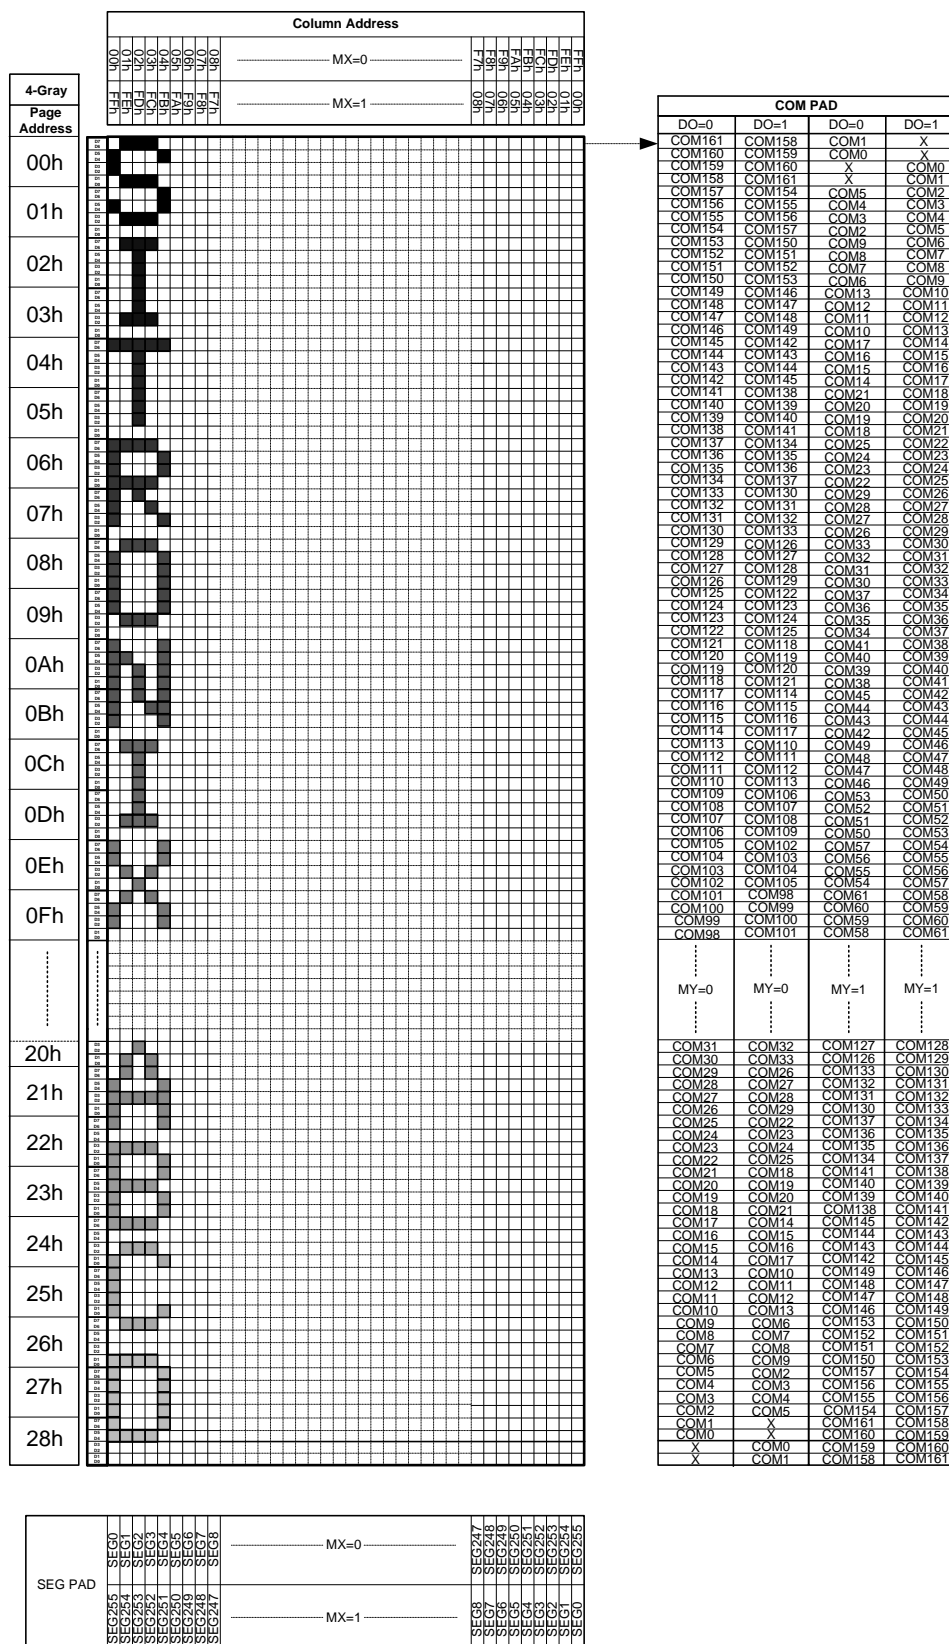 Column Address
00h 01h 02h 03h 04h 05h 06h 07h 08h MX=0 F7h F8h F9h FAh FBh FCh FDh FEh FFh
FFh FEh FDh FCh FBh FAh F9h F8h F7h MX=1 08h 07h 06h 05h 04h 03h 02h 01h 00h
4-Gray
Page
Address
00h
01h
02h
03h
04h
05h
06h
07h
08h
09h
0Ah
0Bh
0Ch
0Dh
0Eh
0Fh
20h
21h
22h
23h
24h
25h
26h
27h
28h
COM PAD
DO=0 DO=1 DO=0 DO=1
COM161 COM158 COM1 X
COM160 COM159 COM0 X
COM159 COM160 X COM0
COM158 COM161 X COM1
COM157 COM154 COM5 COM2
COM156 COM155 COM4 COM3
COM155 COM156 COM3 COM4
COM154 COM157 COM2 COM5
COM153 COM150 COM9 COM6
COM152 COM151 COM8 COM7
COM151 COM152 COM7 COM8
COM150 COM153 COM6 COM9
COM149 COM146 COM13 COM10
COM148 COM147 COM12 COM11
COM147 COM148 COM11 COM12
COM146 COM149 COM10 COM13
COM145 COM142 COM17 COM14
COM144 COM143 COM16 COM15
COM143 COM144 COM15 COM16
COM142 COM145 COM14 COM17
COM141 COM138 COM21 COM18
COM140 COM139 COM20 COM19
COM139 COM140 COM19 COM20
COM138 COM141 COM18 COM21
COM137 COM134 COM25 COM22
COM136 COM135 COM24 COM23
COM135 COM136 COM23 COM24
COM134 COM137 COM22 COM25
COM133 COM130 COM29 COM26
COM132 COM131 COM28 COM27
COM131 COM132 COM27 COM28
COM130 COM133 COM26 COM29
COM129 COM126 COM33 COM30
COM128 COM127 COM32 COM31
COM127 COM128 COM31 COM32
COM126 COM129 COM30 COM33
COM125 COM122 COM37 COM34
COM124 COM123 COM36 COM35
COM123 COM124 COM35 COM36
COM122 COM125 COM34 COM37
COM121 COM118 COM41 COM38
COM120 COM119 COM40 COM39
COM119 COM120 COM39 COM40
COM118 COM121 COM38 COM41
COM117 COM114 COM45 COM42
COM116 COM115 COM44 COM43
COM115 COM116 COM43 COM44
COM114 COM117 COM42 COM45
COM113 COM110 COM49 COM46
COM112 COM111 COM48 COM47
COM111 COM112 COM47 COM48
COM110 COM113 COM46 COM49
COM109 COM106 COM53 COM50
COM108 COM107 COM52 COM51
COM107 COM108 COM51 COM52
COM106 COM109 COM50 COM53
COM105 COM102 COM57 COM54
COM104 COM103 COM56 COM55
COM103 COM104 COM55 COM56
COM102 COM105 COM54 COM57
COM101 COM98 COM61 COM58
COM100 COM99 COM60 COM59
COM99 COM100 COM59 COM60
COM98 COM101 COM58 COM61
MY=0 MY=0 MY=1 MY=1
COM31 COM32 COM127 COM128
COM30 COM33 COM126 COM129
COM29 COM26 COM133 COM130
COM28 COM27 COM132 COM131
COM27 COM28 COM131 COM132
COM26 COM29 COM130 COM133
COM25 COM22 COM137 COM134
COM24 COM23 COM136 COM135
COM23 COM24 COM135 COM136
COM22 COM25 COM134 COM137
COM21 COM18 COM141 COM138
COM20 COM19 COM140 COM139
COM19 COM20 COM139 COM140
COM18 COM21 COM138 COM141
COM17 COM14 COM145 COM142
COM16 COM15 COM144 COM143
COM15 COM16 COM143 COM144
COM14 COM17 COM142 COM145
COM13 COM10 COM149 COM146
COM12 COM11 COM148 COM147
COM11 COM12 COM147 COM148
COM10 COM13 COM146 COM149
COM9 COM6 COM153 COM150
COM8 COM7 COM152 COM151
COM7 COM8 COM151 COM152
COM6 COM9 COM150 COM153
COM5 COM2 COM157 COM154
COM4 COM3 COM156 COM155
COM3 COM4 COM155 COM156
COM2 COM5 COM154 COM157
COM1 X COM161 COM158
COM0 X COM160 COM159
X COM0 COM159 COM160
X COM1 COM158 COM161
SEG PAD
SEG0 SEG1 SEG2 SEG3 SEG4 SEG5 SEG6 SEG7 SEG8 MX=0 SEG247 SEG248 SEG249 SEG250 SEG251 SEG252 SEG253 SEG254 SEG255
SEG255 SEG254 SEG253 SEG252 SEG251 SEG250 SEG249 SEG248 SEG247 MX=1 SEG8 SEG7 SEG6 SEG5 SEG4 SEG3 SEG2 SEG1 SEG0